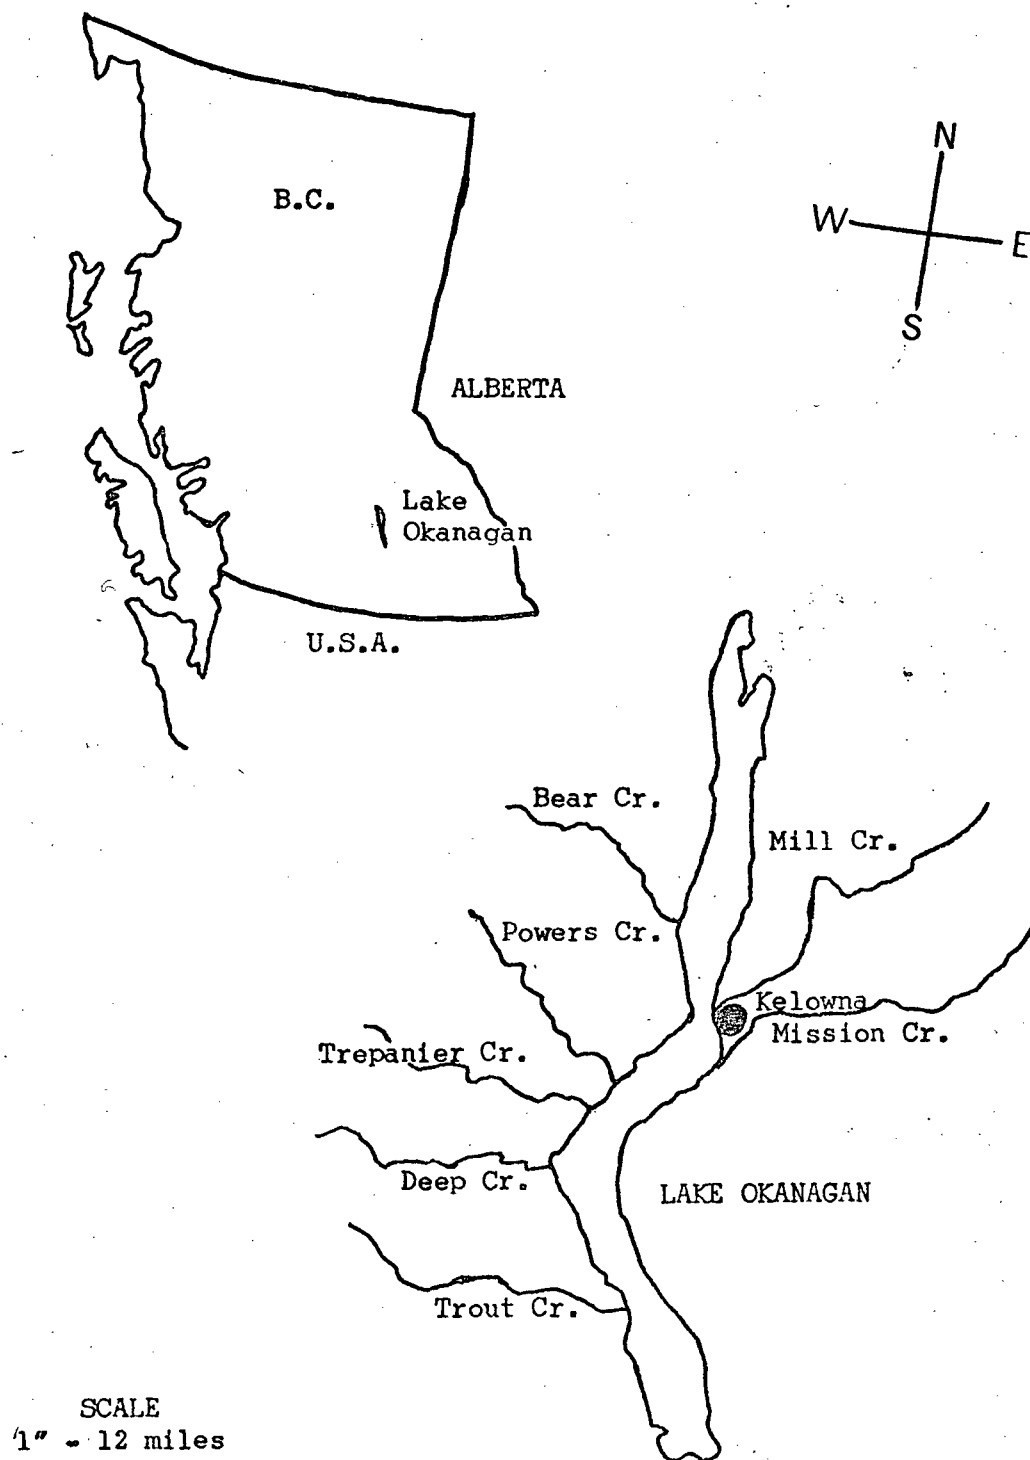 N
B.C.
W
E
S
ALBERTA
Lake
Okanagan
U.S.A.
Bear Cr.
Mill Cr.
Powers Cr.
Kelowna
Mission Cr.
Trepanier Cr.
Deep Cr.
LAKE OKANAGAN
Trout Cr.
SCALE
1" - 12 miles